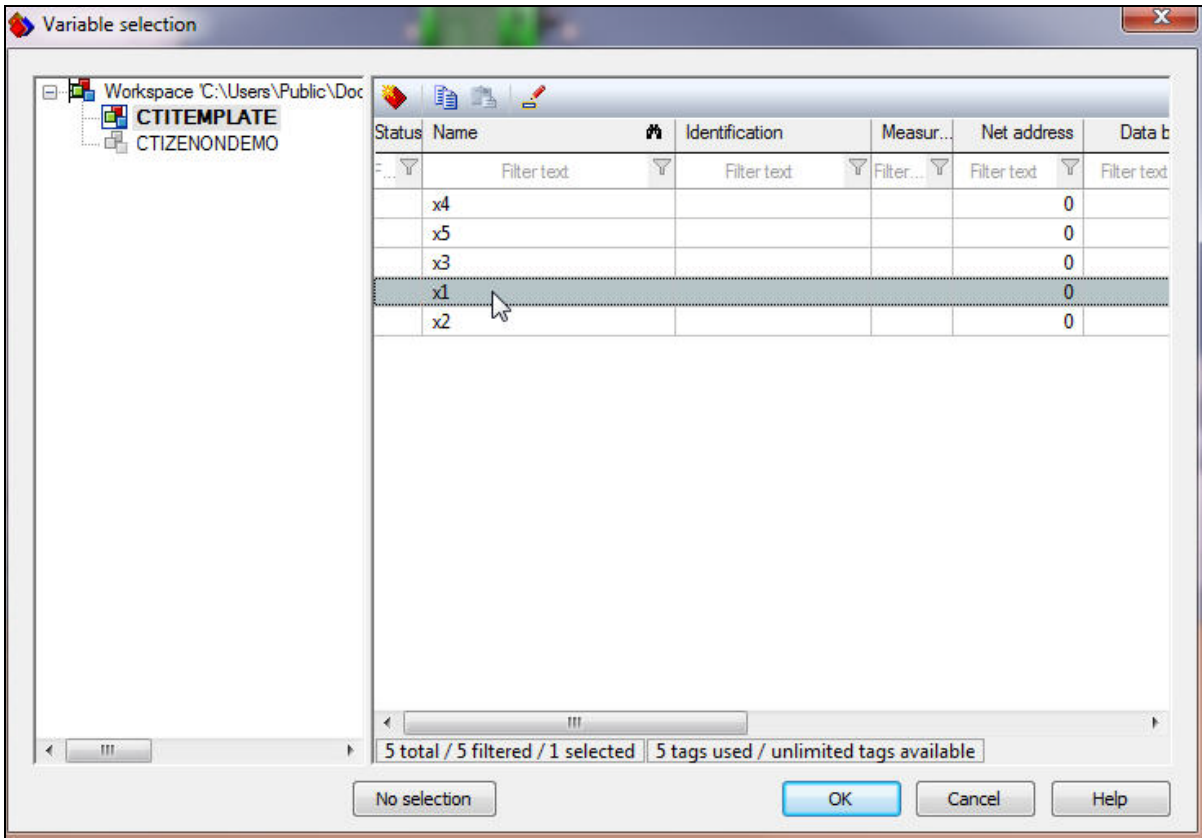 Variable selection
Workspace 'C:\Users\Public\Doc
CTITEMPLATE
CTIZENONDEMO
Status Name Identification Measur... Net address Data b
F... Filter text Filter text Filter... Filter text Filter text
x4 0
x5 0
x3 0
x1 0
x2 0
5 total / 5 filtered / 1 selected 5 tags used / unlimited tags available
No selection OK Cancel Help